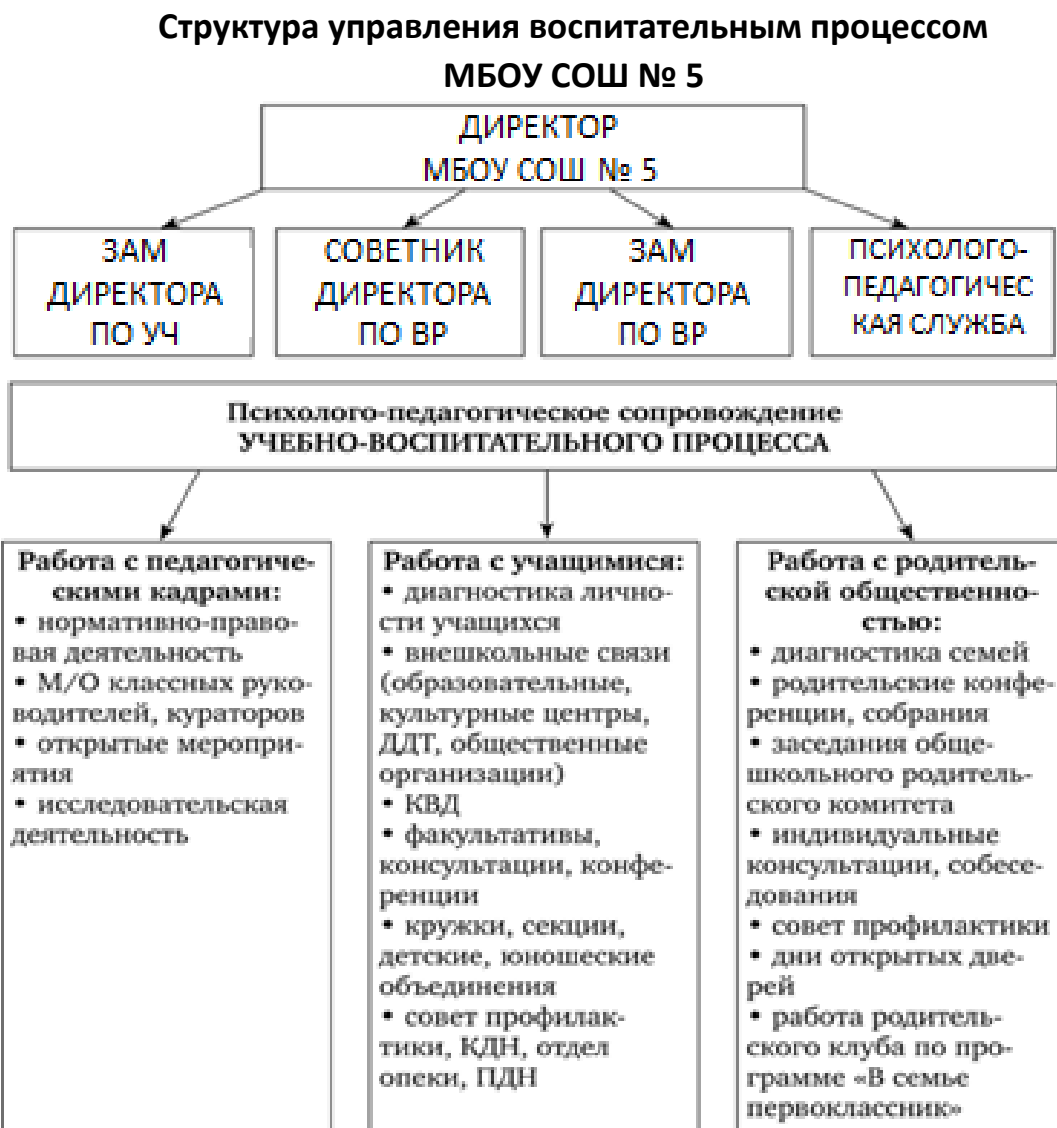 Структура управления воспитательным процессом
МБОУ СОШ № 5
ДИРЕКТОР
МБОУ СОШ № 5
ЗАМ
ДИРЕКТОРА
ПО УЧ
СОВЕТНИК
ДИРЕКТОРА
ПО ВР
ЗАМ
ДИРЕКТОРА
ПО ВР
ПСИХОЛОГО-
ПЕДАГОГИЧЕС
КАЯ СЛУЖБА
Психолого-педагогическое сопровождение
УЧЕБНО-ВОСПИТАТЕЛЬНОГО ПРОЦЕССА
Работа с педагогиче-
скими кадрами:
• нормативно-право-
вая деятельность
• М/О классных руко-
водителей, кураторов
• открытые меропри-
ятия
• исследовательская
деятельность
Работа с учащимися:
• диагностика лично-
сти учащихся
• внешкольные связи
(образовательные,
культурные центры,
ДДТ, общественные
организации)
• КВД
• факультативы,
консультации, конфе-
ренции
• кружки, секции,
детские, юношеские
объединения
• совет профилак-
тики, КДН, отдел
опеки, ПДН
Работа с родитель-
ской общественно-
стью:
• диагностика семей
• родительские конфе-
ренции, собрания
• заседания обще-
школьного родитель-
ского комитета
• индивидуальные
консультации, собесе-
дования
• совет профилактики
• дни открытых две-
рей
• работа родитель-
ского клуба по про-
грамме «В семье
первоклассник»